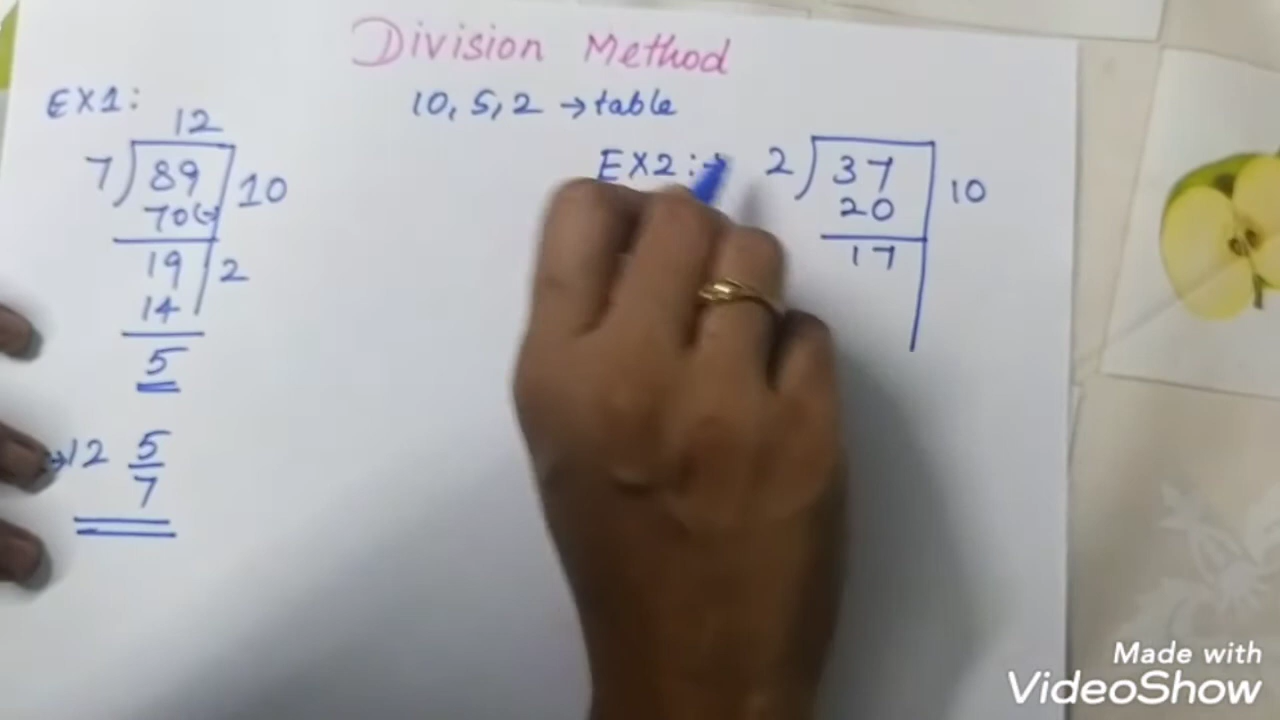 Division Method
10, 5, 2 → table
EX1:
12
7) 89 10
70(-)
19 2
14
5
→12 5/7
EX2:→ 2) 37 10
20
17
Made with
VideoShow